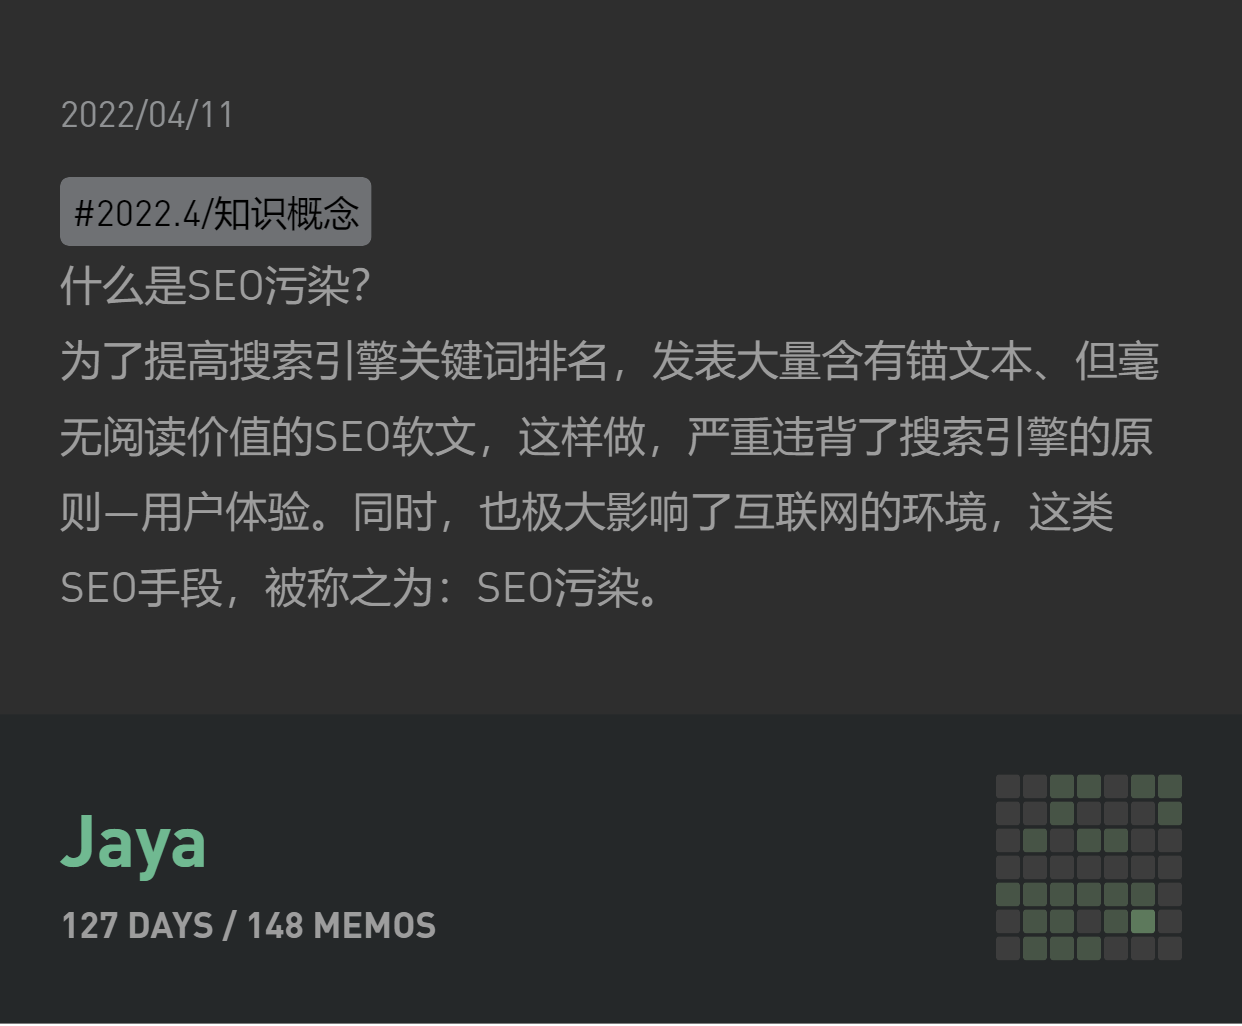 2022/04/11
#2022.4/知识概念
什么是SEO污染？
为了提高搜索引擎关键词排名，发表大量含有锚文本、但毫
无阅读价值的SEO软文，这样做，严重违背了搜索引擎的原
则—用户体验。同时，也极大影响了互联网的环境，这类
SEO手段，被称之为：SEO污染。
Jaya
127 DAYS / 148 MEMOS